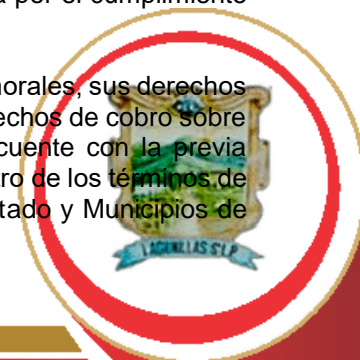 por el cumplimiento
morales, sus derechos
echos de cobro sobre
cuente con la previa
ro de los términos de
tado y Municipios de
LAGUNILLAS S.L.P.